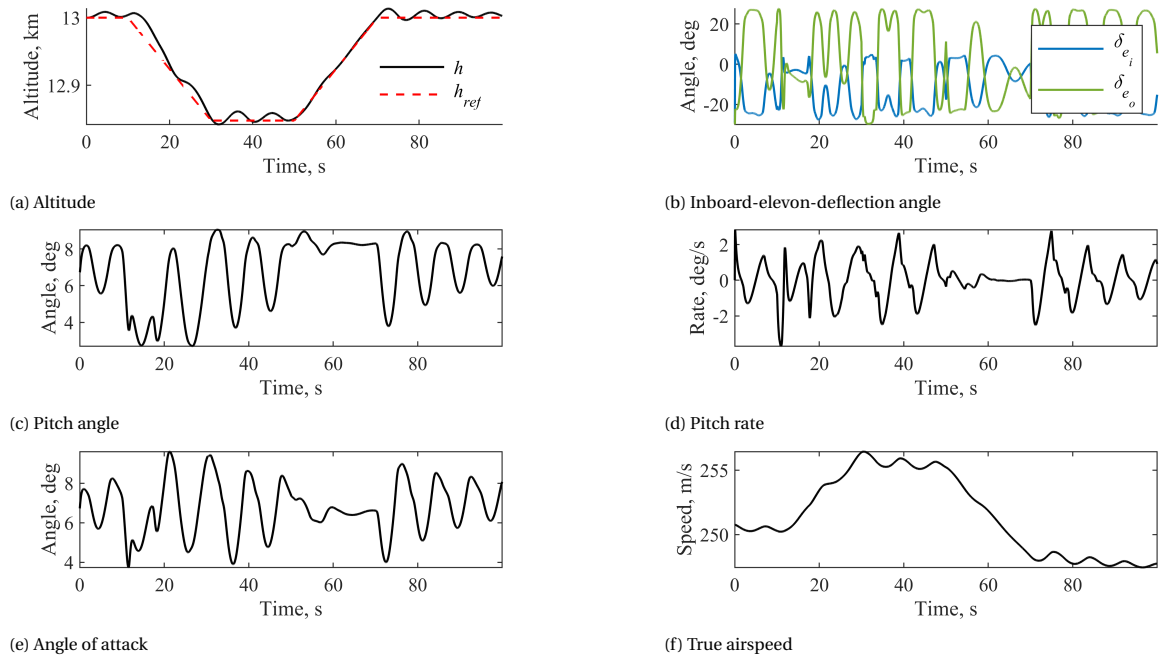 Altitude, km
13
12.9
0 20 40 60 80
Time, s
h
h_ref
(a) Altitude
Angle, deg
20
0
-20
0 20 40 60 80
Time, s
δ_e_i
δ_e_o
(b) Inboard-elevon-deflection angle
Angle, deg
8
6
4
0 20 40 60 80
Time, s
(c) Pitch angle
Rate, deg/s
2
0
-2
0 20 40 60 80
Time, s
(d) Pitch rate
Angle, deg
8
6
4
0 20 40 60 80
Time, s
(e) Angle of attack
Speed, m/s
255
250
0 20 40 60 80
Time, s
(f) True airspeed